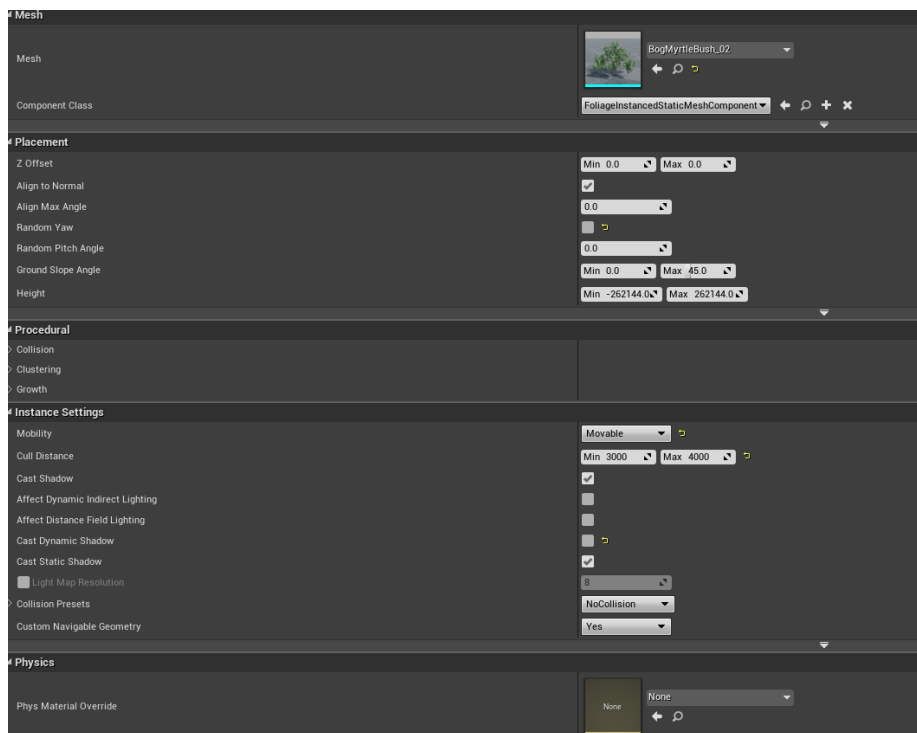 Mesh
Mesh
BogMyrtleBush_02
Component Class
FoliageInstancedStaticMeshComponent
Placement
Z Offset
Min 0.0 Max 0.0
Align to Normal
Align Max Angle
0.0
Random Yaw
Random Pitch Angle
0.0
Ground Slope Angle
Min 0.0 Max 45.0
Height
Min -262144.0 Max 262144.0
Procedural
Collision
Clustering
Growth
Instance Settings
Mobility
Movable
Cull Distance
Min 3000 Max 4000
Cast Shadow
Affect Dynamic Indirect Lighting
Affect Distance Field Lighting
Cast Dynamic Shadow
Cast Static Shadow
Light Map Resolution
8
Collision Presets
NoCollision
Custom Navigable Geometry
Yes
Physics
Phys Material Override
None
None